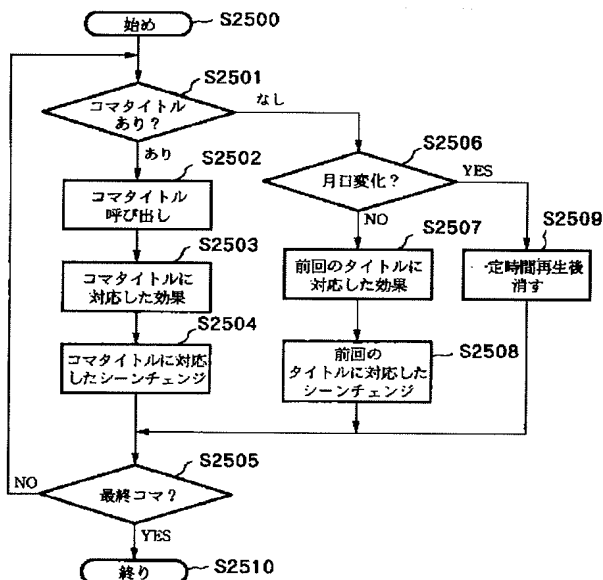 始め
S2500
S2501
コマタイトル
あり?
なし
あり
S2502
コマタイトル
呼び出し
S2503
コマタイトルに
対応した効果
S2504
コマタイトルに対応
したシーンチェンジ
S2506
月日変化?
YES
NO
S2507
前回のタイトルに
対応した効果
S2508
前回の
タイトルに対応した
シーンチェンジ
S2509
一定時間再生後
消す
S2505
最終コマ?
NO
YES
終り
S2510